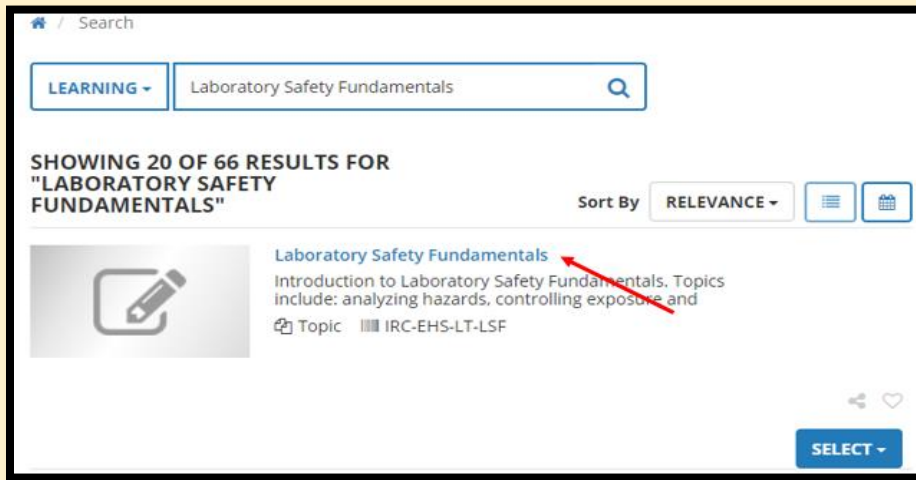 / Search
LEARNING
Laboratory Safety Fundamentals
SHOWING 20 OF 66 RESULTS FOR
"LABORATORY SAFETY
FUNDAMENTALS"
Sort By RELEVANCE
Laboratory Safety Fundamentals
Introduction to Laboratory Safety Fundamentals. Topics
include: analyzing hazards, controlling exposure and
Topic IRC-EHS-LT-LSF
SELECT